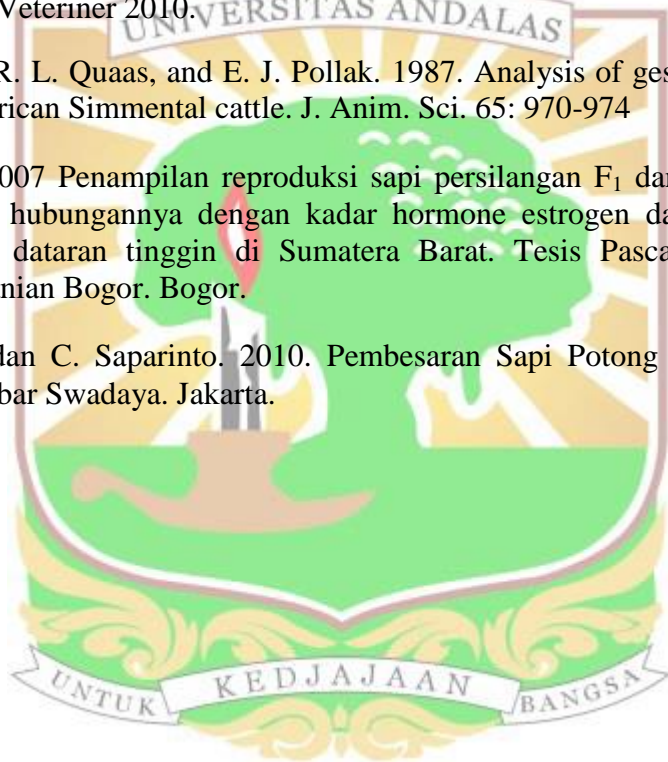 Veteriner 2010.
UNIVERSITAS ANDALAS
R. L. Quaas, and E. J. Pollak. 1987. Analysis of ges
rican Simmental cattle. J. Anim. Sci. 65: 970-974
007 Penampilan reproduksi sapi persilangan F₁ dan
hubungannya dengan kadar hormone estrogen da
dataran tinggin di Sumatera Barat. Tesis Pasca
nian Bogor. Bogor.
dan C. Saparinto. 2010. Pembesaran Sapi Potong
bar Swadaya. Jakarta.
UNTUK KEDJAJAAN BANGSA